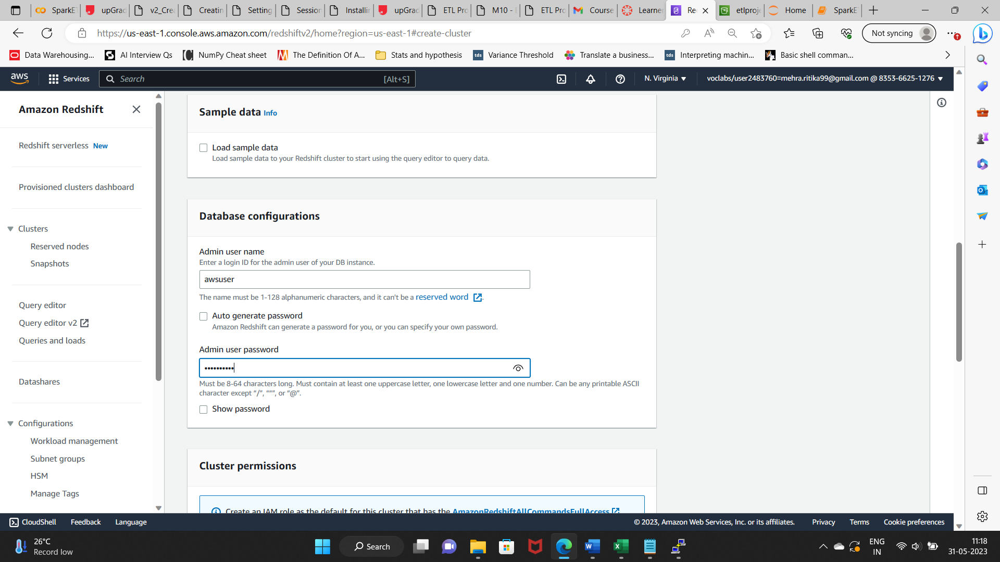 SparkE
upGrad
v2_Crea
Creatin
Setting
Session
Installin
upGrad
ETL Pro
M10 -
ETL Pro
Course
Learner
Re
etlproje
Home
SparkE
https://us-east-1.console.aws.amazon.com/redshiftv2/home?region=us-east-1#create-cluster
Not syncing
Data Warehousing...
AI Interview Qs
NumPy Cheat sheet
The Definition Of A...
Stats and hypothesis
tds Variance Threshold
Translate a business...
tds Interpreting machin...
Basic shell comman...
aws
Services
Search
[Alt+S]
N. Virginia
voclabs/user2483760=mehra.ritika99@gmail.com @ 8353-6625-1276
Amazon Redshift
Redshift serverless New
Provisioned clusters dashboard
Clusters
Reserved nodes
Snapshots
Query editor
Query editor v2
Queries and loads
Datashares
Configurations
Workload management
Subnet groups
HSM
Manage Tags
Sample data Info
Load sample data
Load sample data to your Redshift cluster to start using the query editor to query data.
Database configurations
Admin user name
Enter a login ID for the admin user of your DB instance.
awsuser
The name must be 1-128 alphanumeric characters, and it can't be a reserved word.
Auto generate password
Amazon Redshift can generate a password for you, or you can specify your own password.
Admin user password
••••••••••
Must be 8-64 characters long. Must contain at least one uppercase letter, one lowercase letter and one number. Can be any printable ASCII
character except “/”, “"”, or “@”.
Show password
Cluster permissions
Create an IAM role as the default for this cluster that has the AmazonRedshiftAllCommandsFullAccess
CloudShell
Feedback
Language
© 2023, Amazon Web Services, Inc. or its affiliates.
Privacy
Terms
Cookie preferences
26°C
Record low
Search
ENG
IN
11:18
31-05-2023